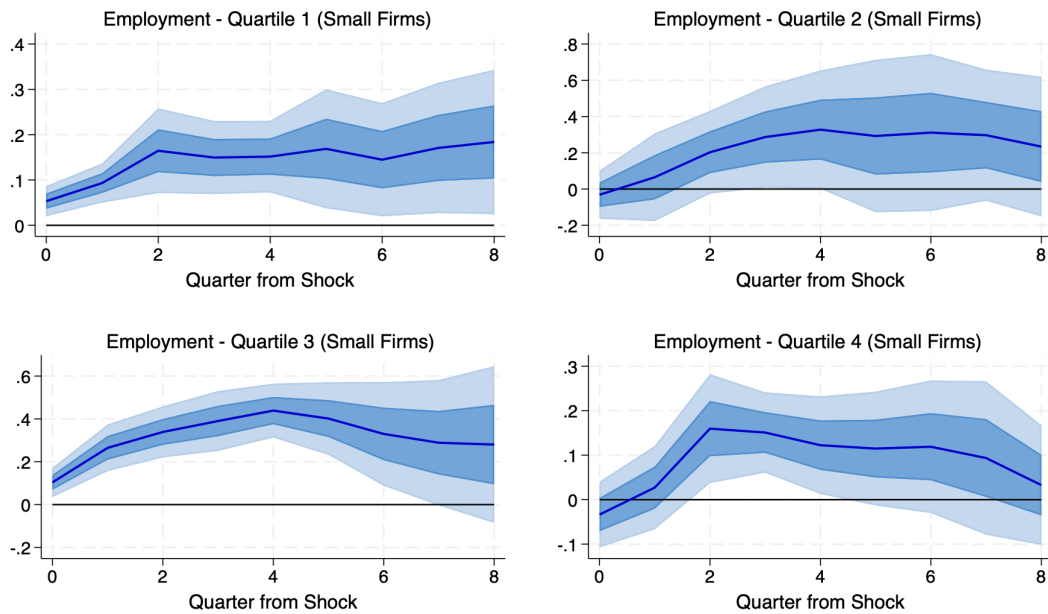 Employment - Quartile 1 (Small Firms)
.4
.3
.2
.1
0
0 2 4 6 8
Quarter from Shock
Employment - Quartile 2 (Small Firms)
.8
.6
.4
.2
0
-.2
0 2 4 6 8
Quarter from Shock
Employment - Quartile 3 (Small Firms)
.6
.4
.2
0
-.2
0 2 4 6 8
Quarter from Shock
Employment - Quartile 4 (Small Firms)
.3
.2
.1
0
-.1
0 2 4 6 8
Quarter from Shock